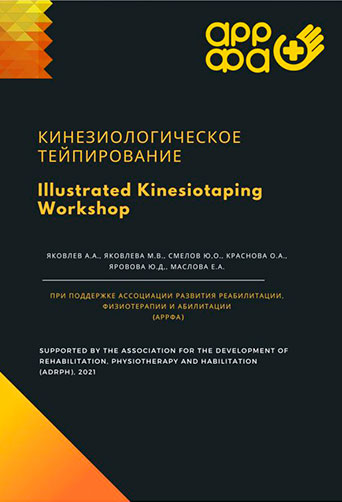 арр
фа
КИНЕЗИОЛОГИЧЕСКОЕ
ТЕЙПИРОВАНИЕ
Illustrated Kinesiotaping
Workshop
ЯКОВЛЕВ А.А., ЯКОВЛЕВА М.В., СМЕЛОВ Ю.О., КРАСНОВА О.А.,
ЯРОВОВА Ю.Д., МАСЛОВА Е.А.
ПРИ ПОДДЕРЖКЕ АССОЦИАЦИИ РАЗВИТИЯ РЕАБИЛИТАЦИИ,
ФИЗИОТЕРАПИИ И АБИЛИТАЦИИ
(АРРФА)
SUPPORTED BY THE ASSOCIATION FOR THE DEVELOPMENT OF
REHABILITATION, PHYSIOTHERAPY AND HABILITATION
(ADRPH), 2021